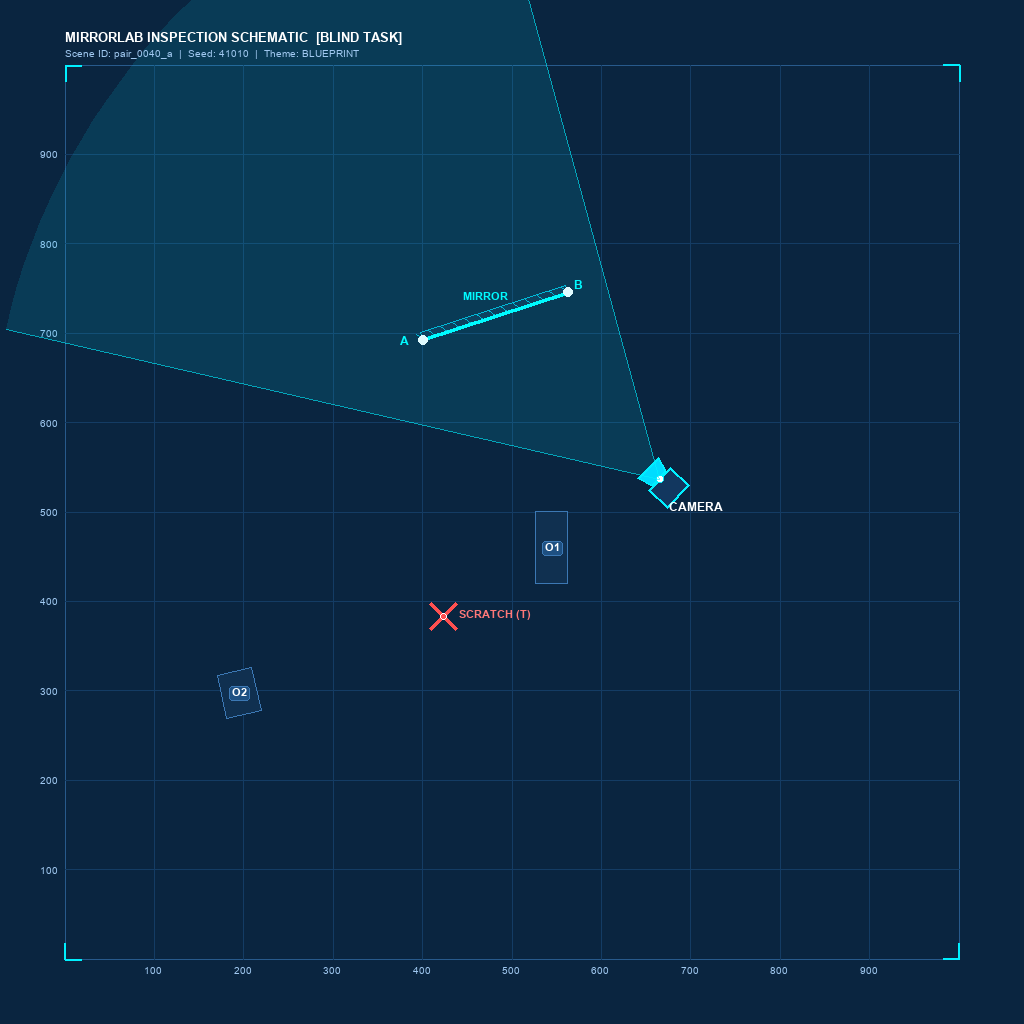 MIRRORLAB INSPECTION SCHEMATIC [BLIND TASK]
Scene ID: pair_0040_a | Seed: 41010 | Theme: BLUEPRINT
900
800
700
600
500
400
300
200
100
MIRROR
B
A
CAMERA
O1
SCRATCH (T)
O2
100 200 300 400 500 600 700 800 900